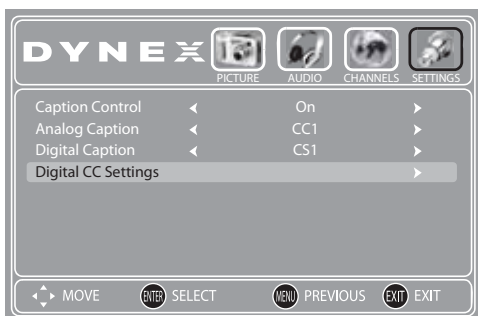 DYNEX
PICTURE AUDIO CHANNELS SETTINGS
Caption Control On
Analog Caption CC1
Digital Caption CS1
Digital CC Settings
MOVE ENTER SELECT MENU PREVIOUS EXIT EXIT